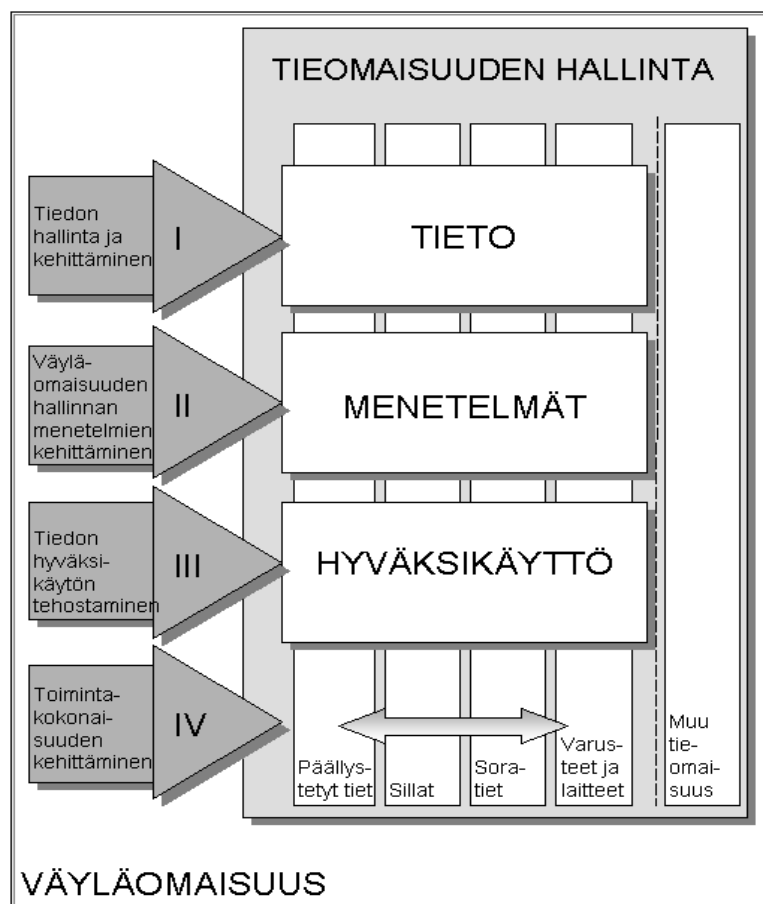 TIEOMAISUUDEN HALLINTA
Tiedon
hallinta ja
kehittäminen
I
TIETO
Väylä-
omaisuuden
hallinnan
menetelmien
kehittäminen
II
MENETELMÄT
Tiedon
hyväksi-
käytön
tehostaminen
III
HYVÄKSIKÄYTTÖ
Toiminta-
kokonai-
suuden
kehittäminen
IV
Päällys-
tetyt tiet
Sillat
Sora-
tiet
Varus-
teet ja
laitteet
Muu
tie-
omai-
suus
VÄYLÄOMAISUUS